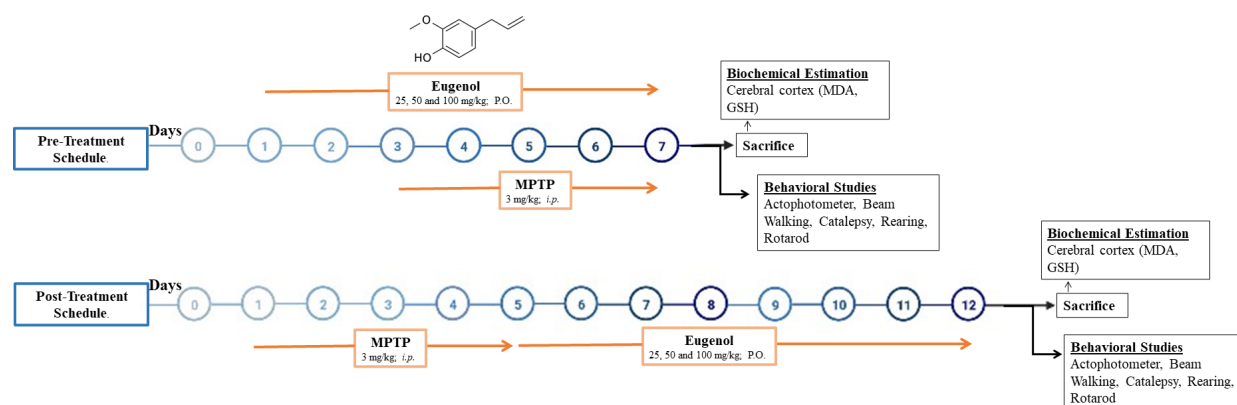 O
HO
Eugenol
25, 50 and 100 mg/kg; P.O.
Biochemical Estimation
Cerebral cortex (MDA,
GSH)
Days
Pre-Treatment
Schedule.
0 1 2 3 4 5 6 7
Sacrifice
MPTP
3 mg/kg; i.p.
Behavioral Studies
Actophotometer, Beam
Walking, Catalepsy, Rearing,
Rotarod
Biochemical Estimation
Cerebral cortex (MDA,
GSH)
Days
Post-Treatment
Schedule.
0 1 2 3 4 5 6 7 8 9 10 11 12
Sacrifice
MPTP
3 mg/kg; i.p.
Eugenol
25, 50 and 100 mg/kg; P.O.
Behavioral Studies
Actophotometer, Beam
Walking, Catalepsy, Rearing,
Rotarod